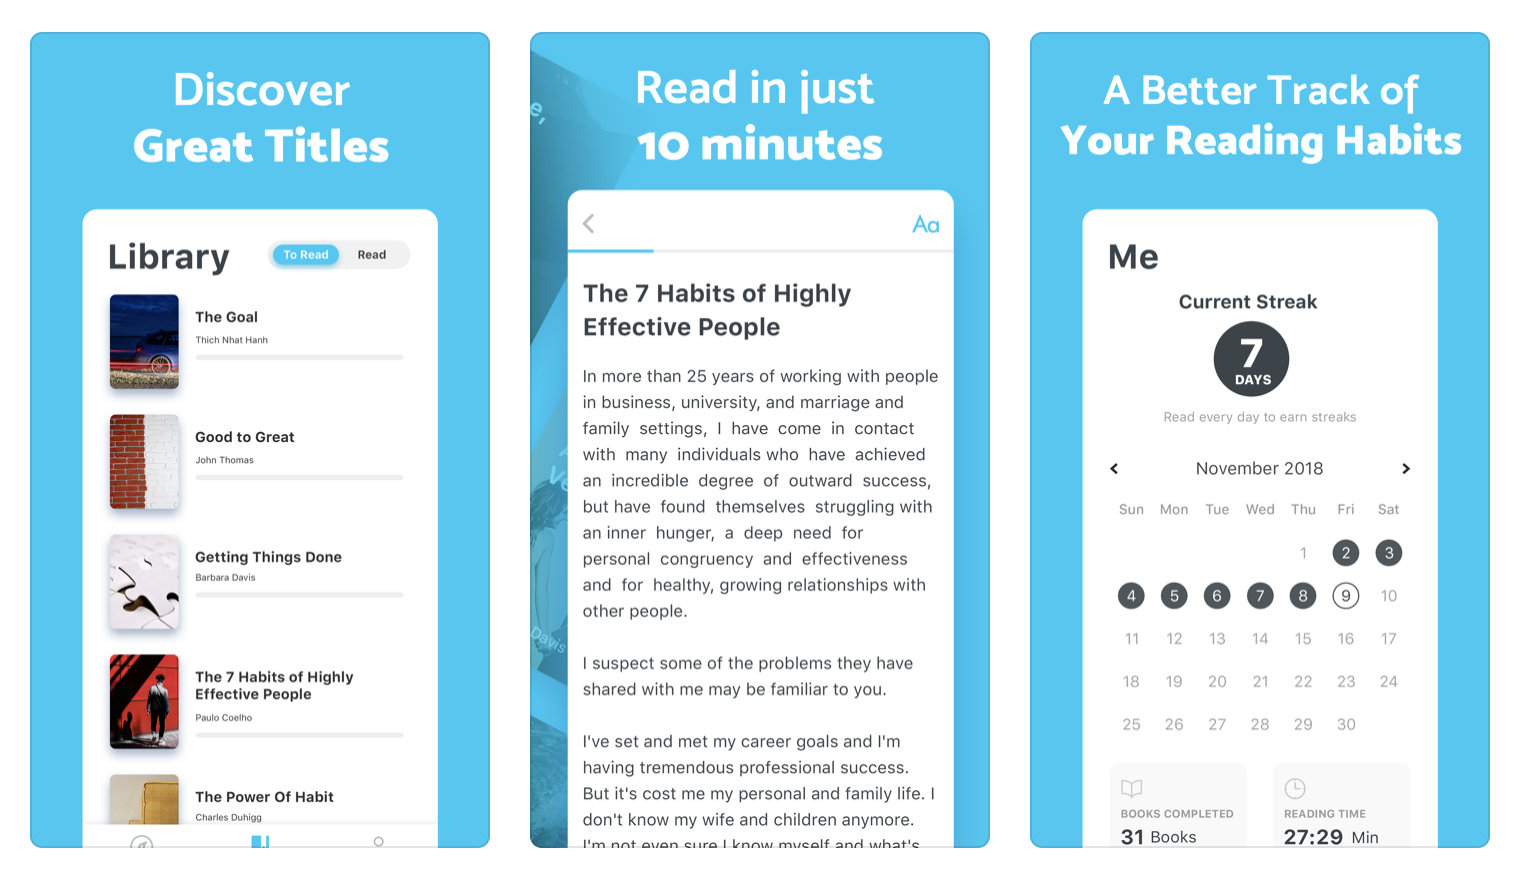 Discover
Great Titles
Library
To Read
Read
The Goal
Thich Nhat Hanh
Good to Great
John Thomas
Getting Things Done
Barbara Davis
The 7 Habits of Highly
Effective People
Paulo Coelho
The Power Of Habit
Charles Duhigg
Read in just
10 minutes
e,
Aa
The 7 Habits of Highly
Effective People
In more than 25 years of working with people
in business, university, and marriage and
family settings, I have come in contact
with many individuals who have achieved
an incredible degree of outward success,
but have found themselves struggling with
an inner hunger, a deep need for
personal congruency and effectiveness
and for healthy, growing relationships with
other people.
I suspect some of the problems they have
shared with me may be familiar to you.
I've set and met my career goals and I'm
having tremendous professional success.
But it's cost me my personal and family life. I
don't know my wife and children anymore.
I'm not even sure I know myself and what's
Davis
A Better Track of
Your Reading Habits
Me
Current Streak
7
DAYS
Read every day to earn streaks
November 2018
Sun Mon Tue Wed Thu Fri Sat
1 2 3
4 5 6 7 8 9 10
11 12 13 14 15 16 17
18 19 20 21 22 23 24
25 26 27 28 29 30
BOOKS COMPLETED
31 Books
READING TIME
27:29 Min